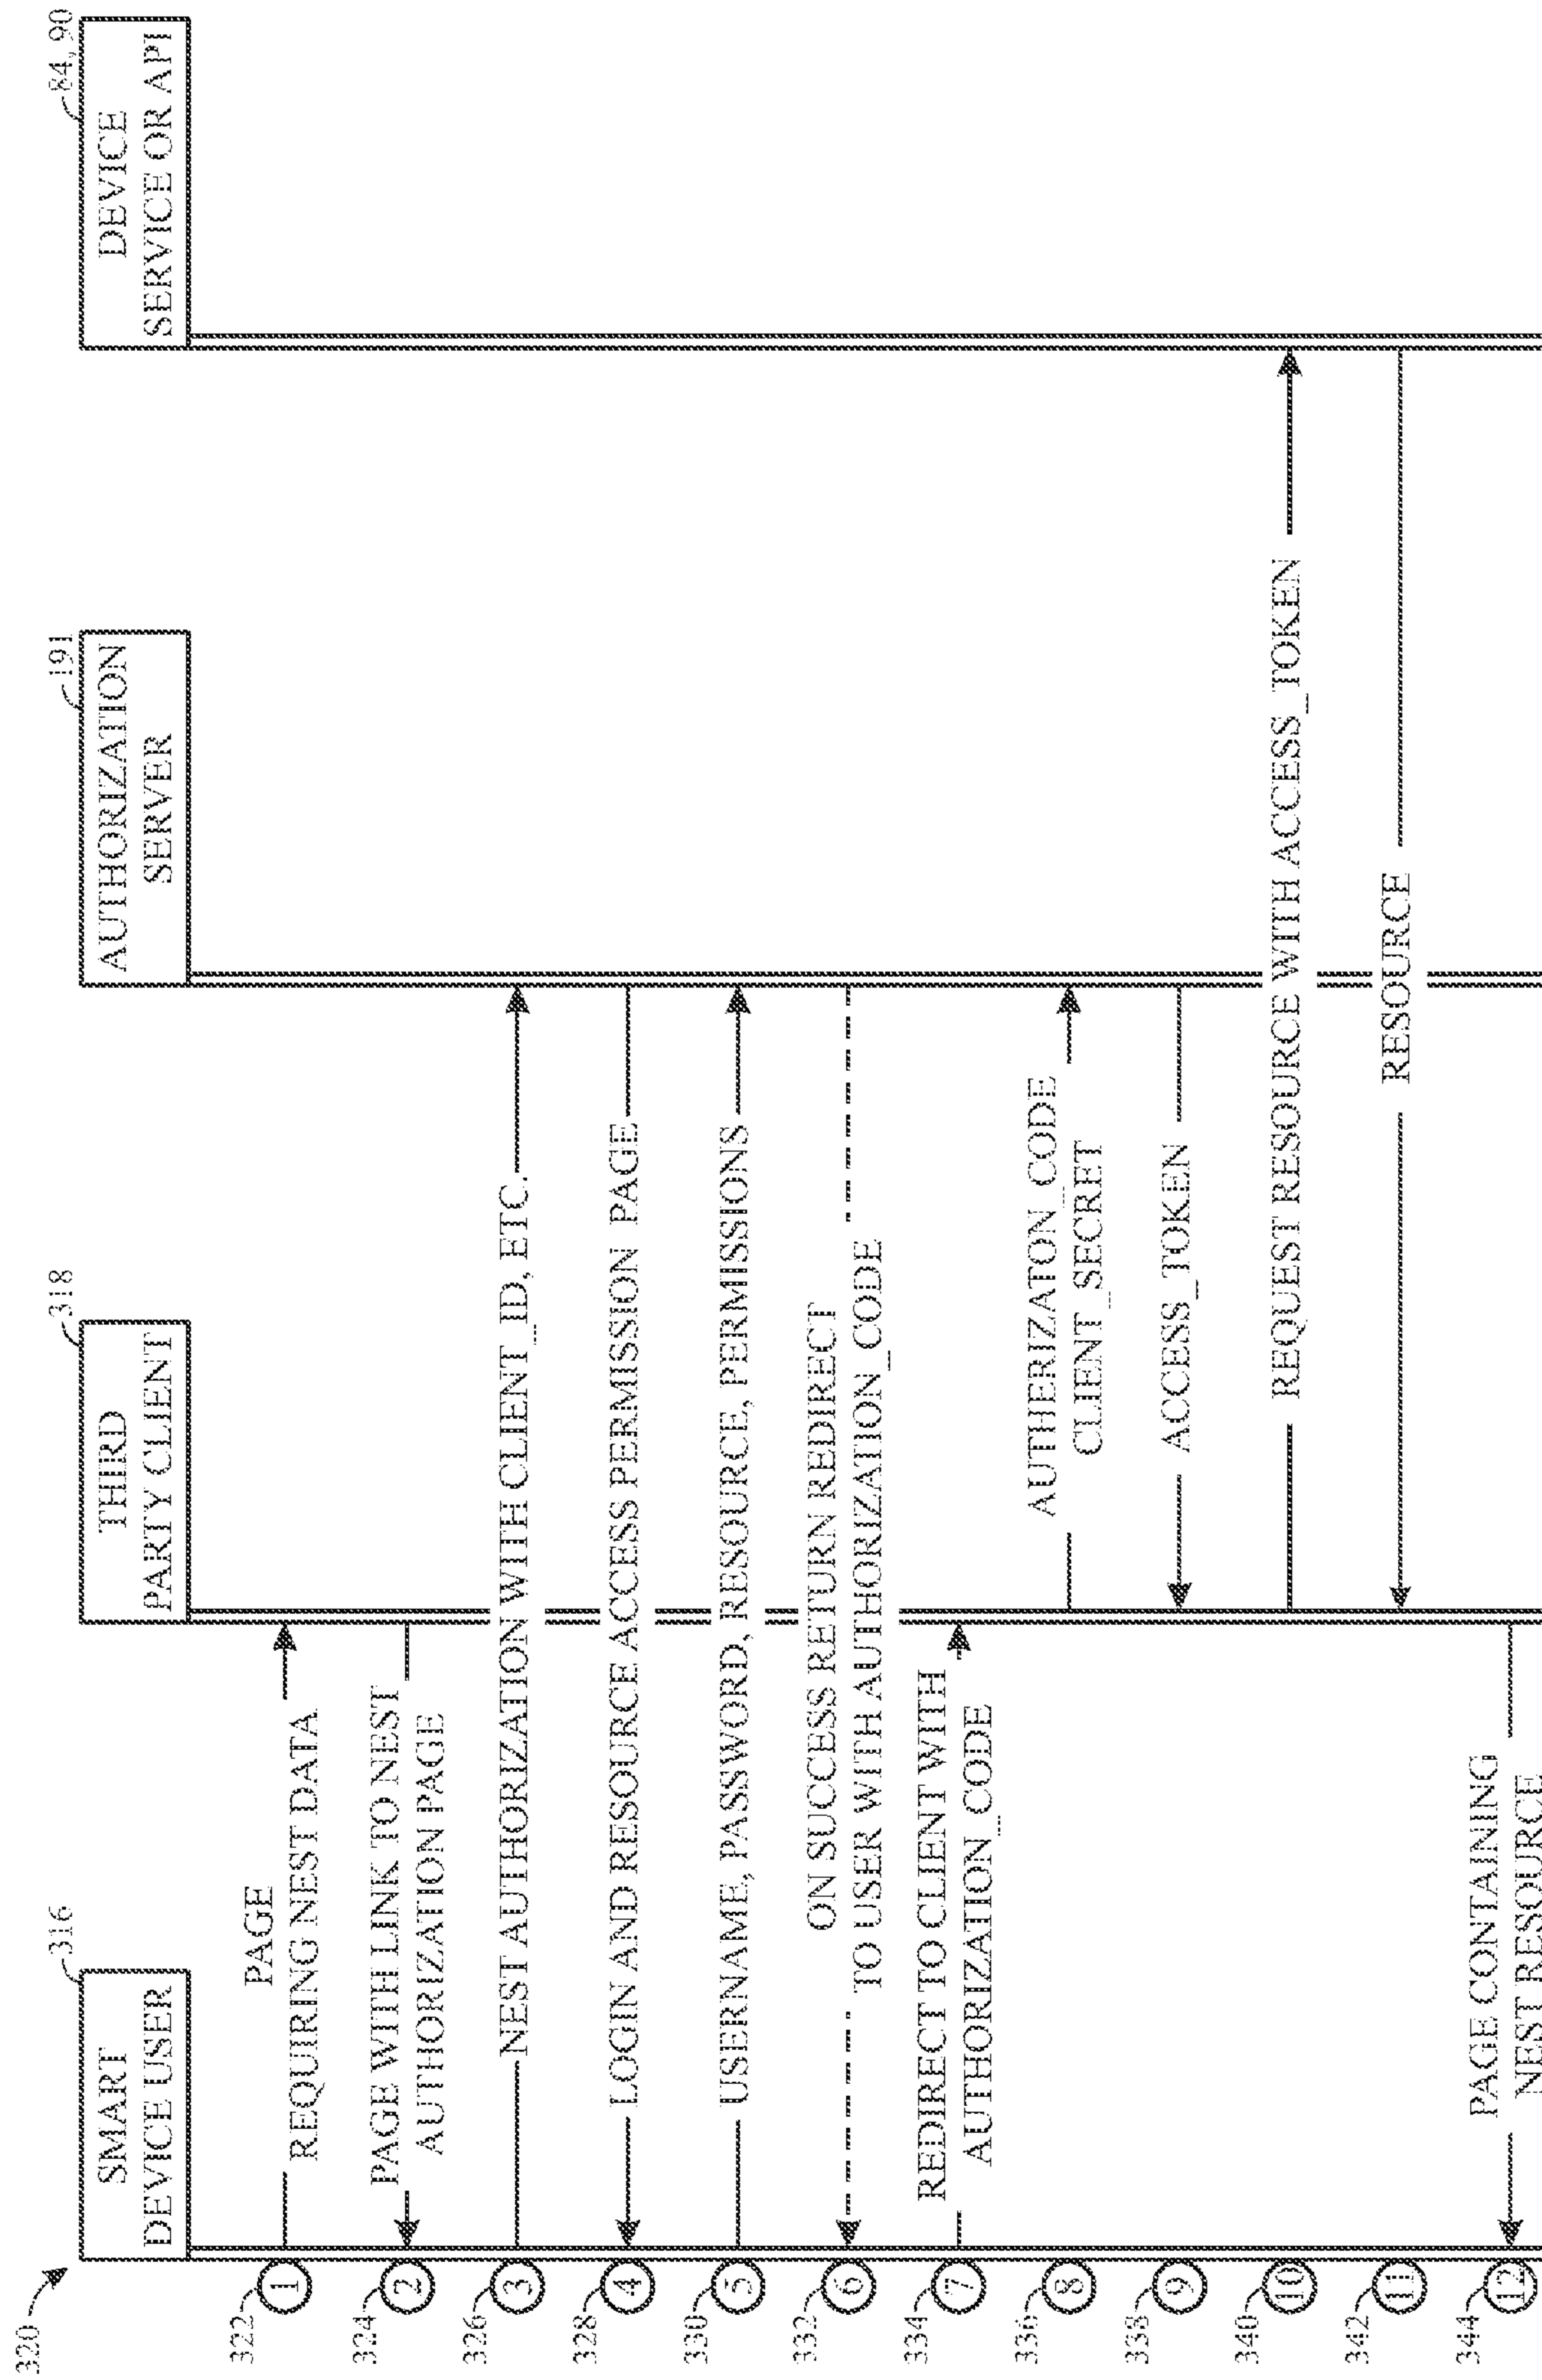 320
316
SMART
DEVICE USER
318
THIRD
PARTY CLIENT
191
AUTHORIZATION
SERVER
84, 90
DEVICE
SERVICE OR API
322
1
PAGE
REQUIRING NEST DATA
324
2
PAGE WITH LINK TO NEST
AUTHORIZATION PAGE
326
3
NEST AUTHORIZATION WITH CLIENT_ID, ETC.
328
4
LOGIN AND RESOURCE ACCESS PERMISSION PAGE
330
5
USERNAME, PASSWORD, RESOURCE, PERMISSIONS
332
6
ON SUCCESS RETURN REDIRECT
TO USER WITH AUTHORIZATION_CODE
334
7
REDIRECT TO CLIENT WITH
AUTHORIZATION_CODE
336
8
AUTHERIZATON_CODE
CLIENT_SECRET
338
9
ACCESS_TOKEN
340
10
REQUEST RESOURCE WITH ACCESS_TOKEN
342
11
RESOURCE
344
12
PAGE CONTAINING
NEST RESOURCE